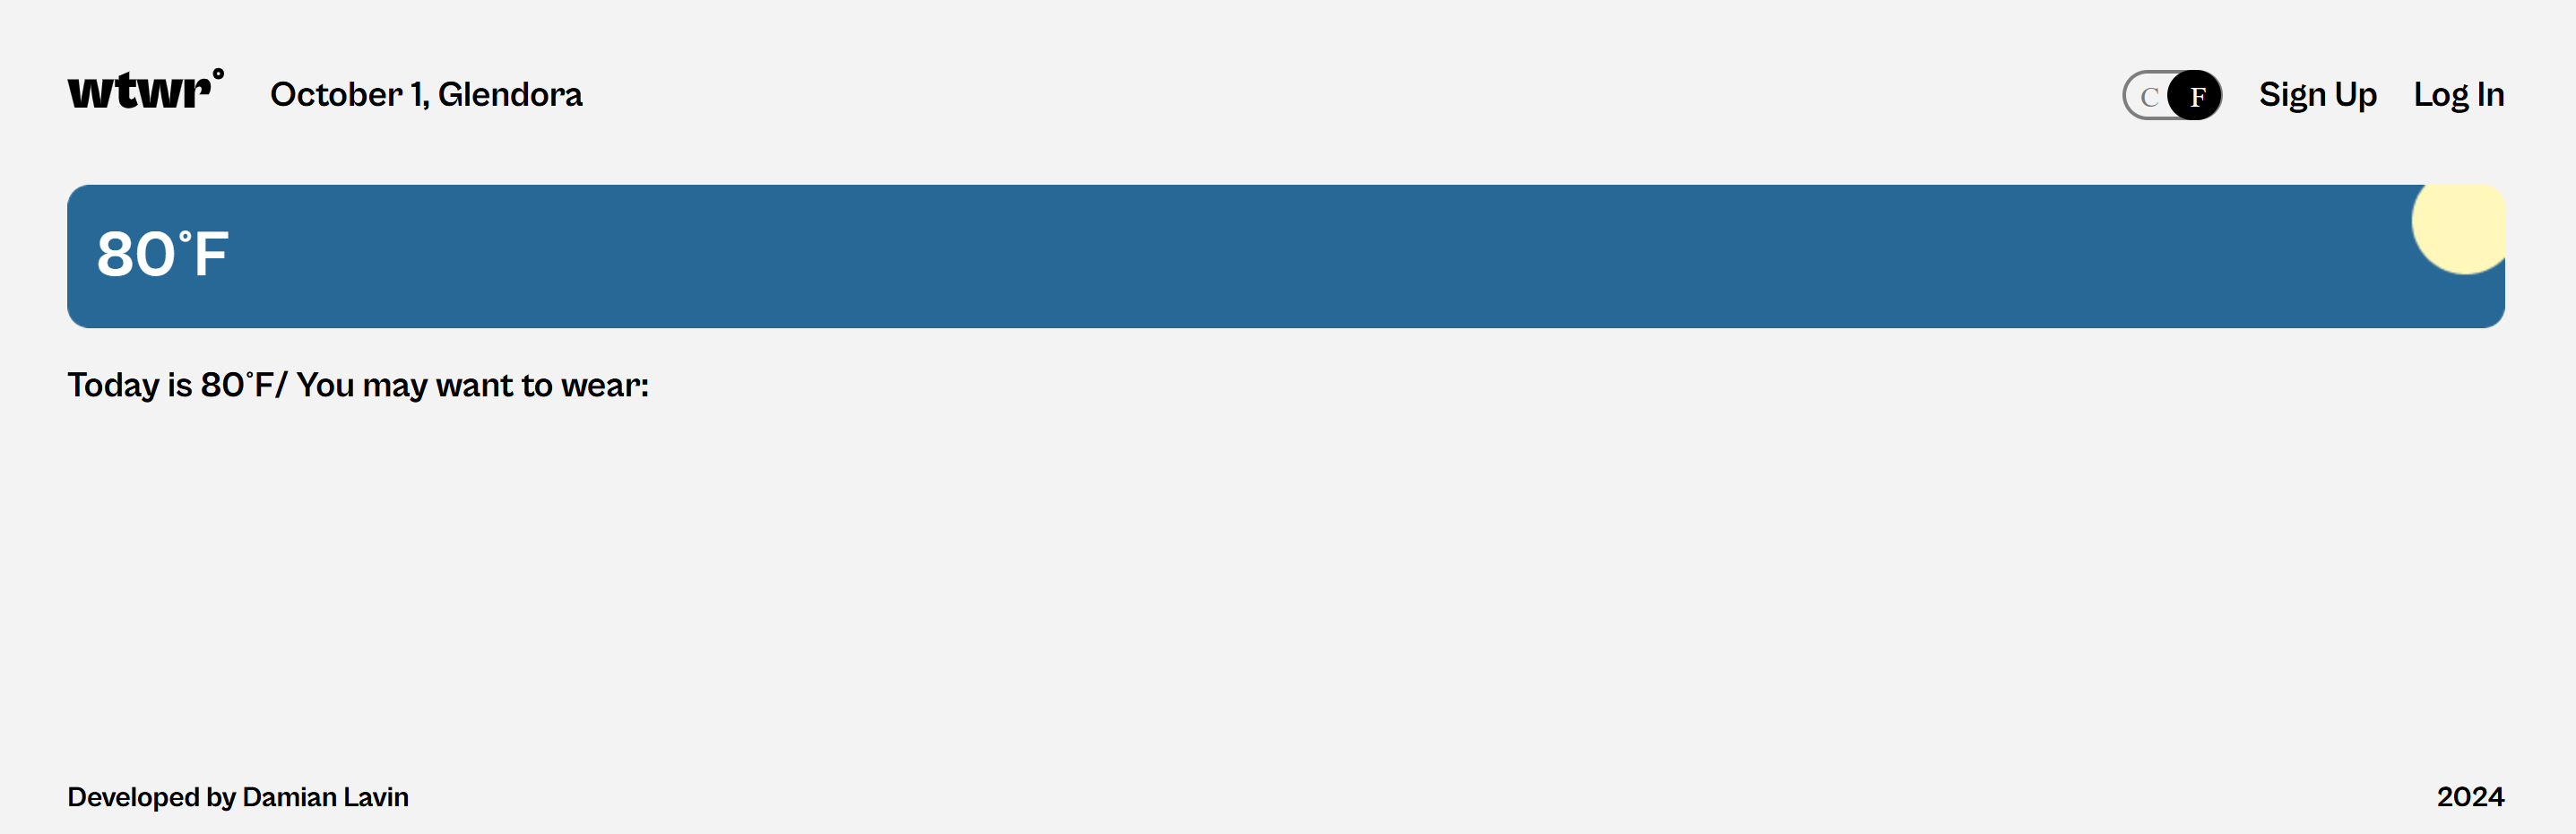 wtwr° October 1, Glendora C F Sign Up Log In
80°F
Today is 80°F/ You may want to wear:
Developed by Damian Lavin 2024